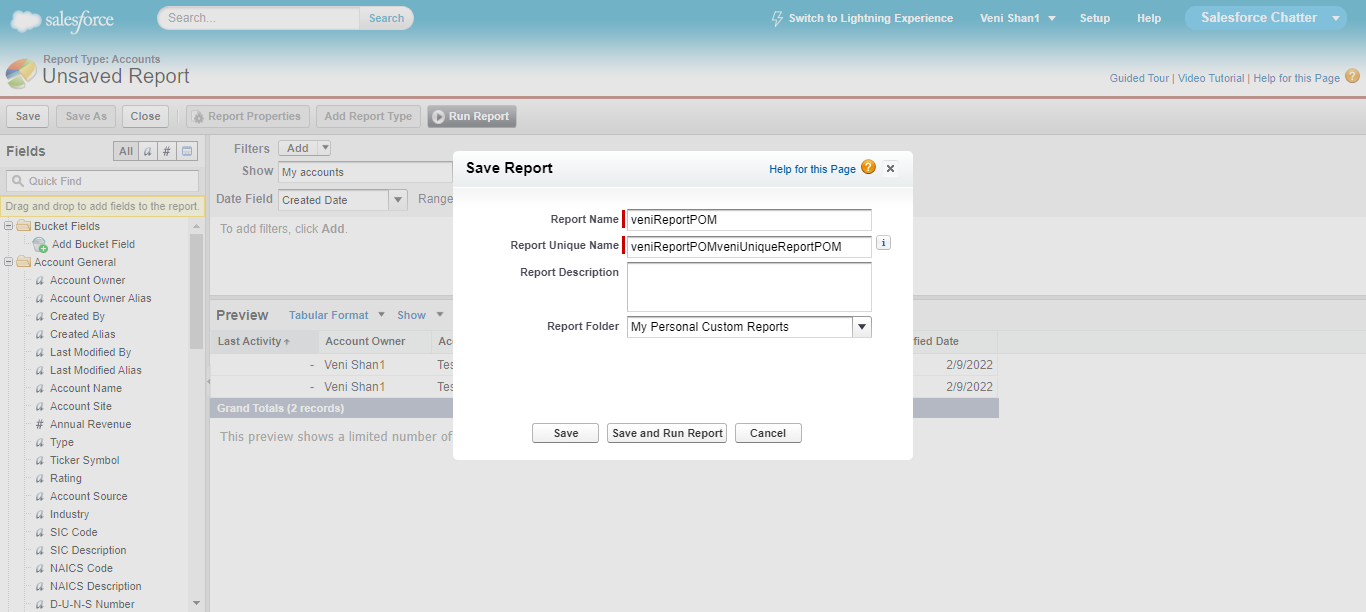 salesforce
Search...
Search
Switch to Lightning Experience
Veni Shan1
Setup
Help
Salesforce Chatter
Report Type: Accounts
Unsaved Report
Guided Tour | Video Tutorial | Help for this Page ?
Save
Save As
Close
Report Properties
Add Report Type
Run Report
Fields
All
a
#
Quick Find
Drag and drop to add fields to the report.
Bucket Fields
Add Bucket Field
Account General
a Account Owner
a Account Owner Alias
a Created By
a Created Alias
a Last Modified By
a Last Modified Alias
a Account Name
a Account Site
# Annual Revenue
a Type
a Ticker Symbol
a Rating
a Account Source
a Industry
a SIC Code
a SIC Description
a NAICS Code
a NAICS Description
a D-U-N-S Number
Filters
Add
Show
My accounts
Date Field
Created Date
Range
To add filters, click Add.
Preview
Tabular Format
Show
Last Activity
Account Owner
Ac
fied Date
-
Veni Shan1
Tes
2/9/2022
-
Veni Shan1
Tes
2/9/2022
Grand Totals (2 records)
This preview shows a limited number of
Save Report
Help for this Page ?
Report Name
veniReportPOM
Report Unique Name
veniReportPOMveniUniqueReportPOM
i
Report Description
Report Folder
My Personal Custom Reports
Save
Save and Run Report
Cancel